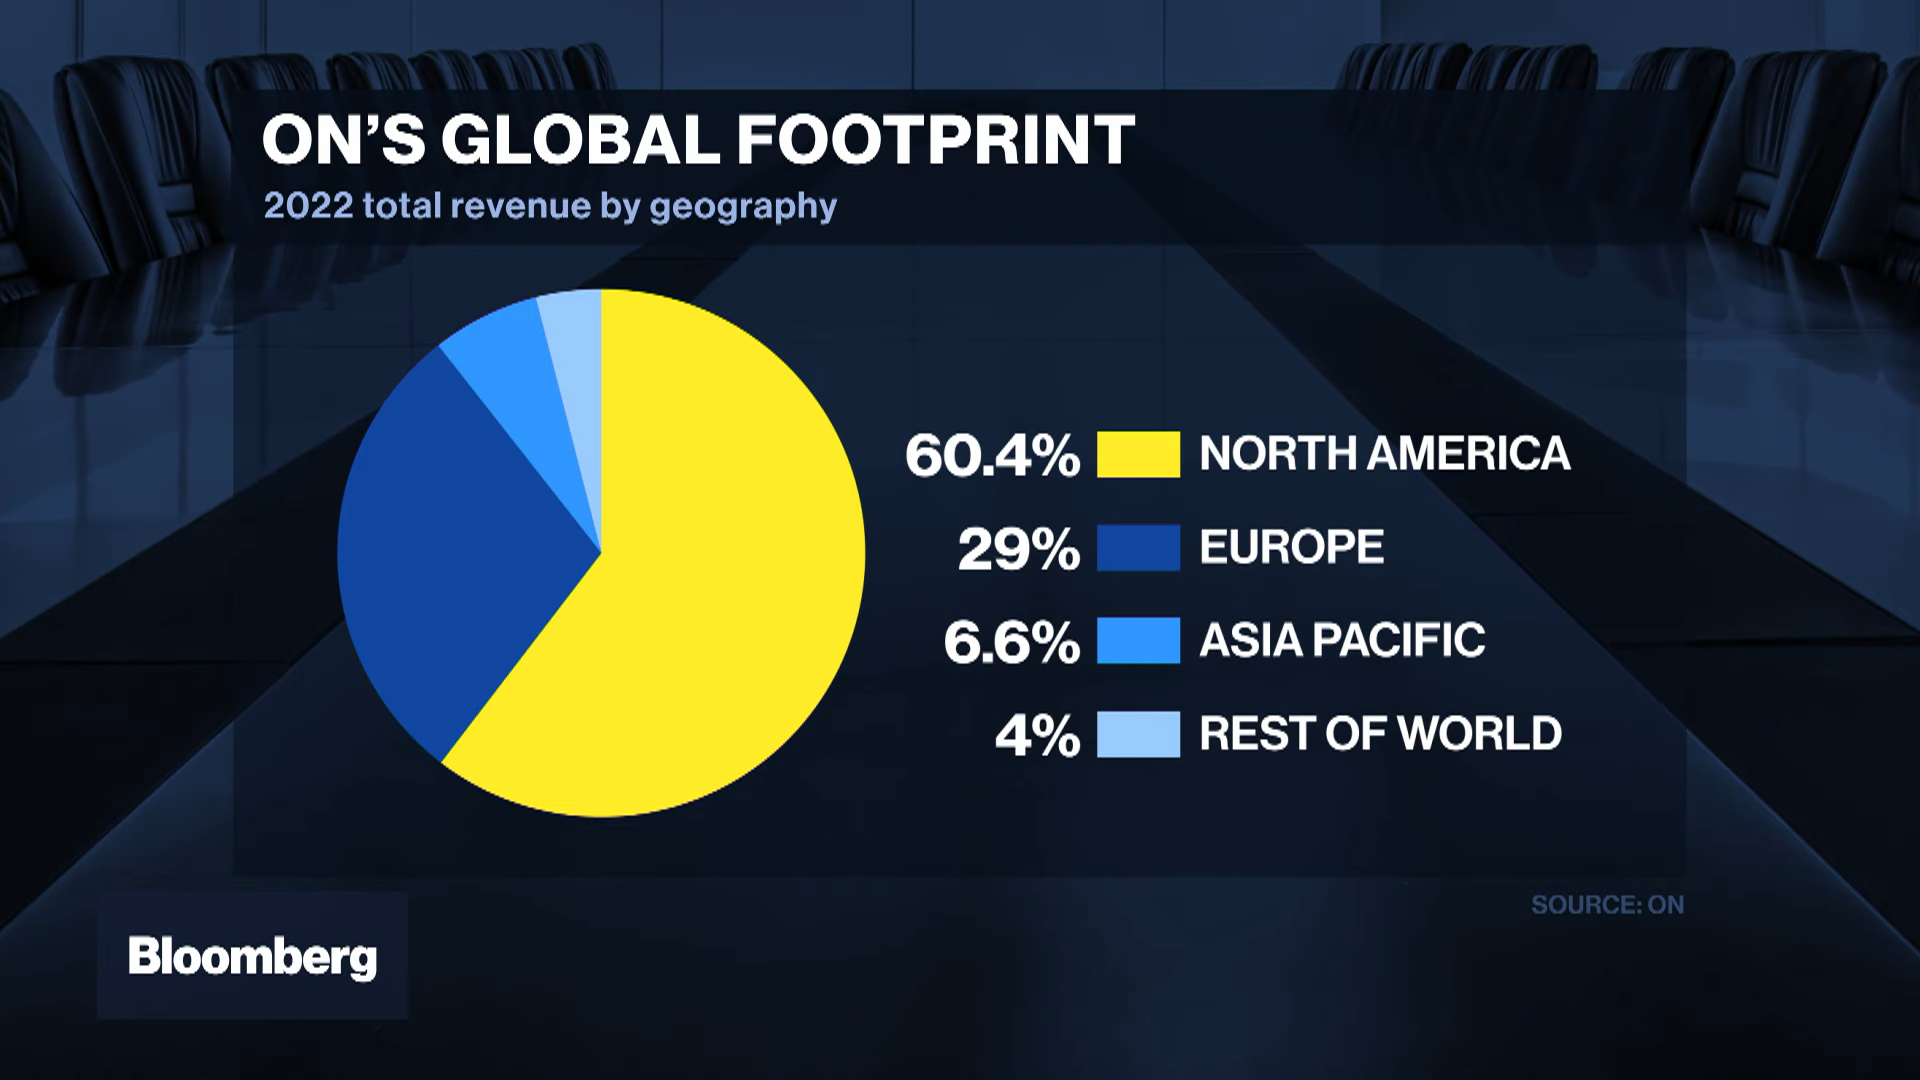 ON’S GLOBAL FOOTPRINT
2022 total revenue by geography
60.4% NORTH AMERICA
29% EUROPE
6.6% ASIA PACIFIC
4% REST OF WORLD
SOURCE: ON
Bloomberg